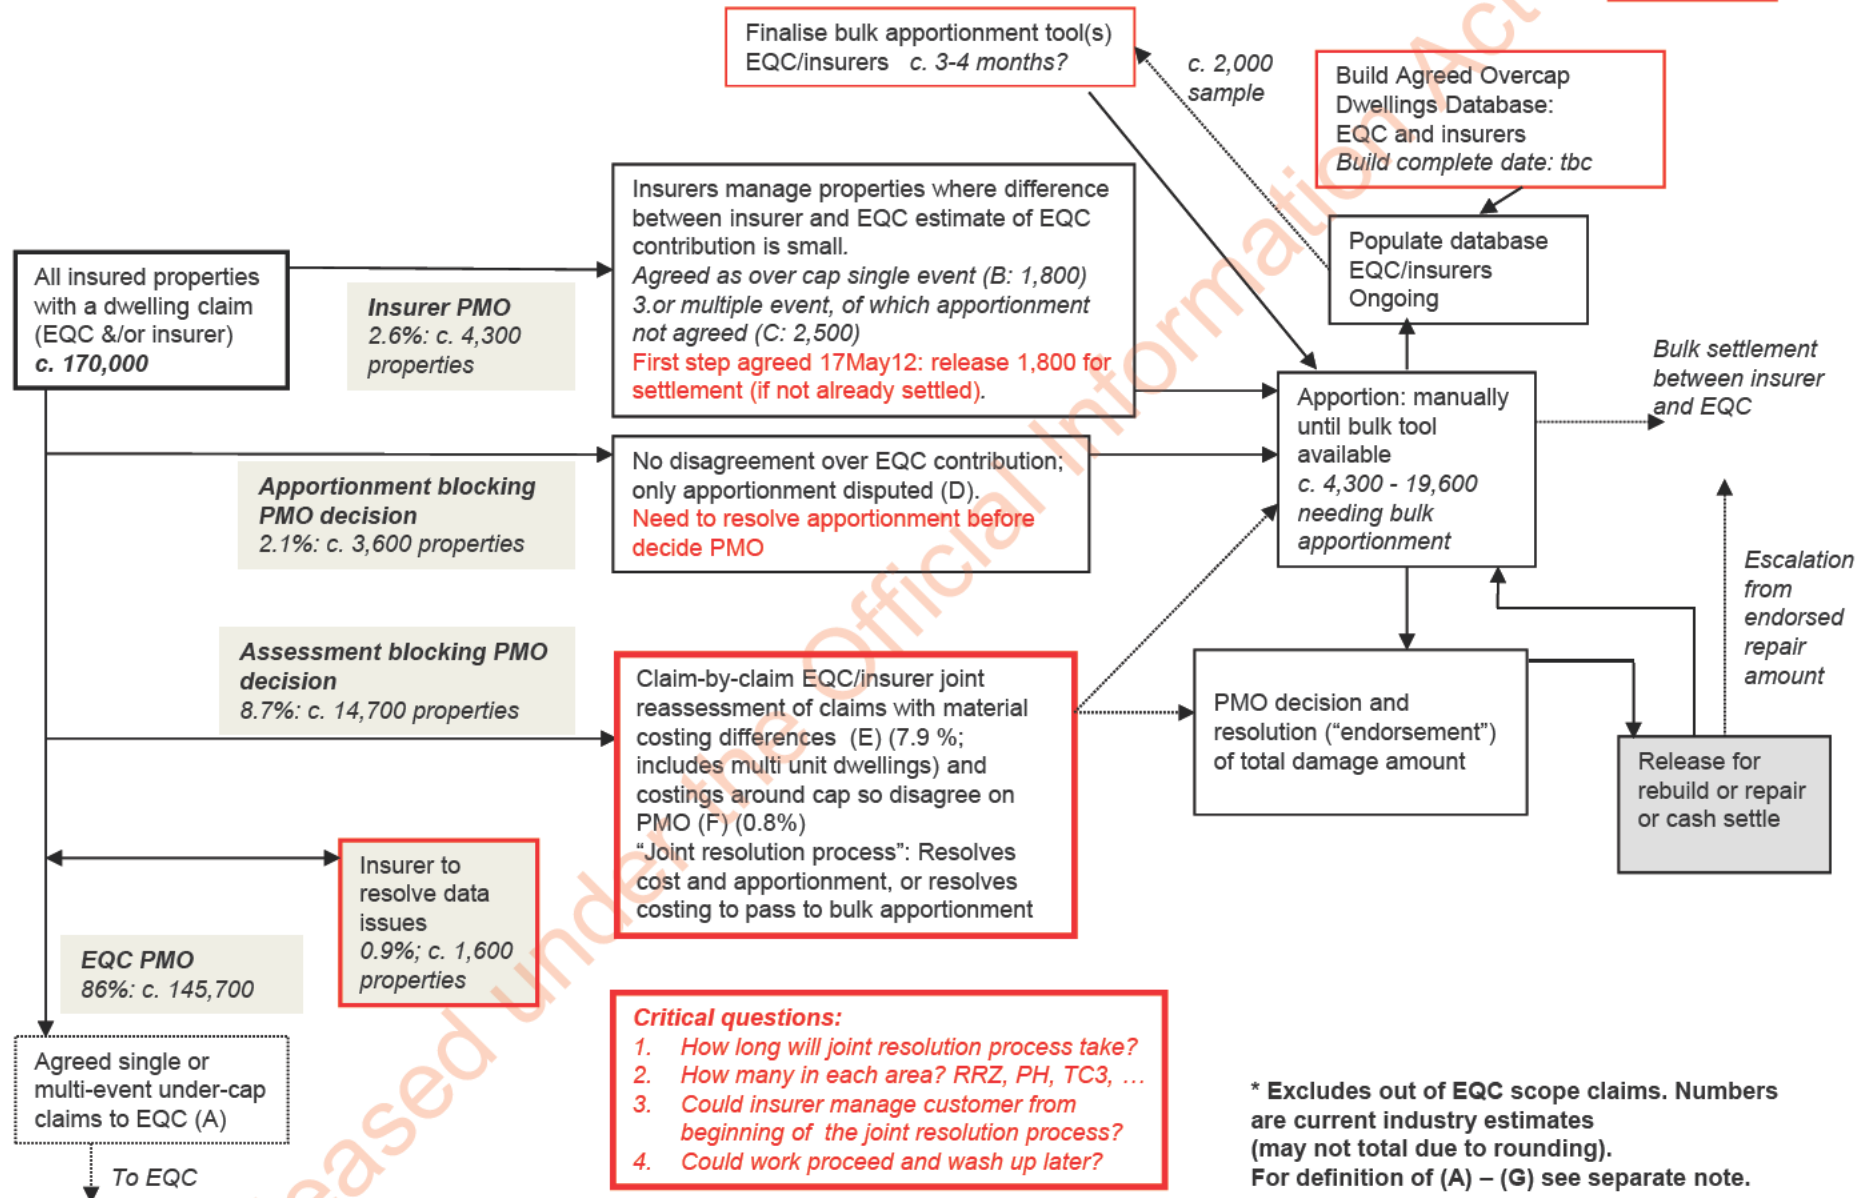 Finalise bulk apportionment tool(s)
EQC/insurers c. 3-4 months?
c. 2,000
sample
Build Agreed Overcap
Dwellings Database:
EQC and insurers
Build complete date: tbc
Insurers manage properties where difference
between insurer and EQC estimate of EQC
contribution is small.
Agreed as over cap single event (B: 1,800)
3.or multiple event, of which apportionment
not agreed (C: 2,500)
First step agreed 17May12: release 1,800 for
settlement (if not already settled).
Populate database
EQC/insurers
Ongoing
All insured properties
with a dwelling claim
(EQC &/or insurer)
c. 170,000
Insurer PMO
2.6%: c. 4,300
properties
Bulk settlement
between insurer
and EQC
Apportion: manually
until bulk tool
available
c. 4,300 - 19,600
needing bulk
apportionment
No disagreement over EQC contribution;
only apportionment disputed (D).
Need to resolve apportionment before
decide PMO
Apportionment blocking
PMO decision
2.1%: c. 3,600 properties
Escalation
from
endorsed
repair
amount
Assessment blocking PMO
decision
8.7%: c. 14,700 properties
Claim-by-claim EQC/insurer joint
reassessment of claims with material
costing differences (E) (7.9 %;
includes multi unit dwellings) and
costings around cap so disagree on
PMO (F) (0.8%)
“Joint resolution process”: Resolves
cost and apportionment, or resolves
costing to pass to bulk apportionment
PMO decision and
resolution (“endorsement”)
of total damage amount
Release for
rebuild or repair
or cash settle
Insurer to
resolve data
issues
0.9%; c. 1,600
properties
EQC PMO
86%: c. 145,700
Agreed single or
multi-event under-cap
claims to EQC (A)
To EQC
Critical questions:
1. How long will joint resolution process take?
2. How many in each area? RRZ, PH, TC3, …
3. Could insurer manage customer from
beginning of the joint resolution process?
4. Could work proceed and wash up later?
* Excludes out of EQC scope claims. Numbers
are current industry estimates
(may not total due to rounding).
For definition of (A) – (G) see separate note.
eased under the Official Information Act